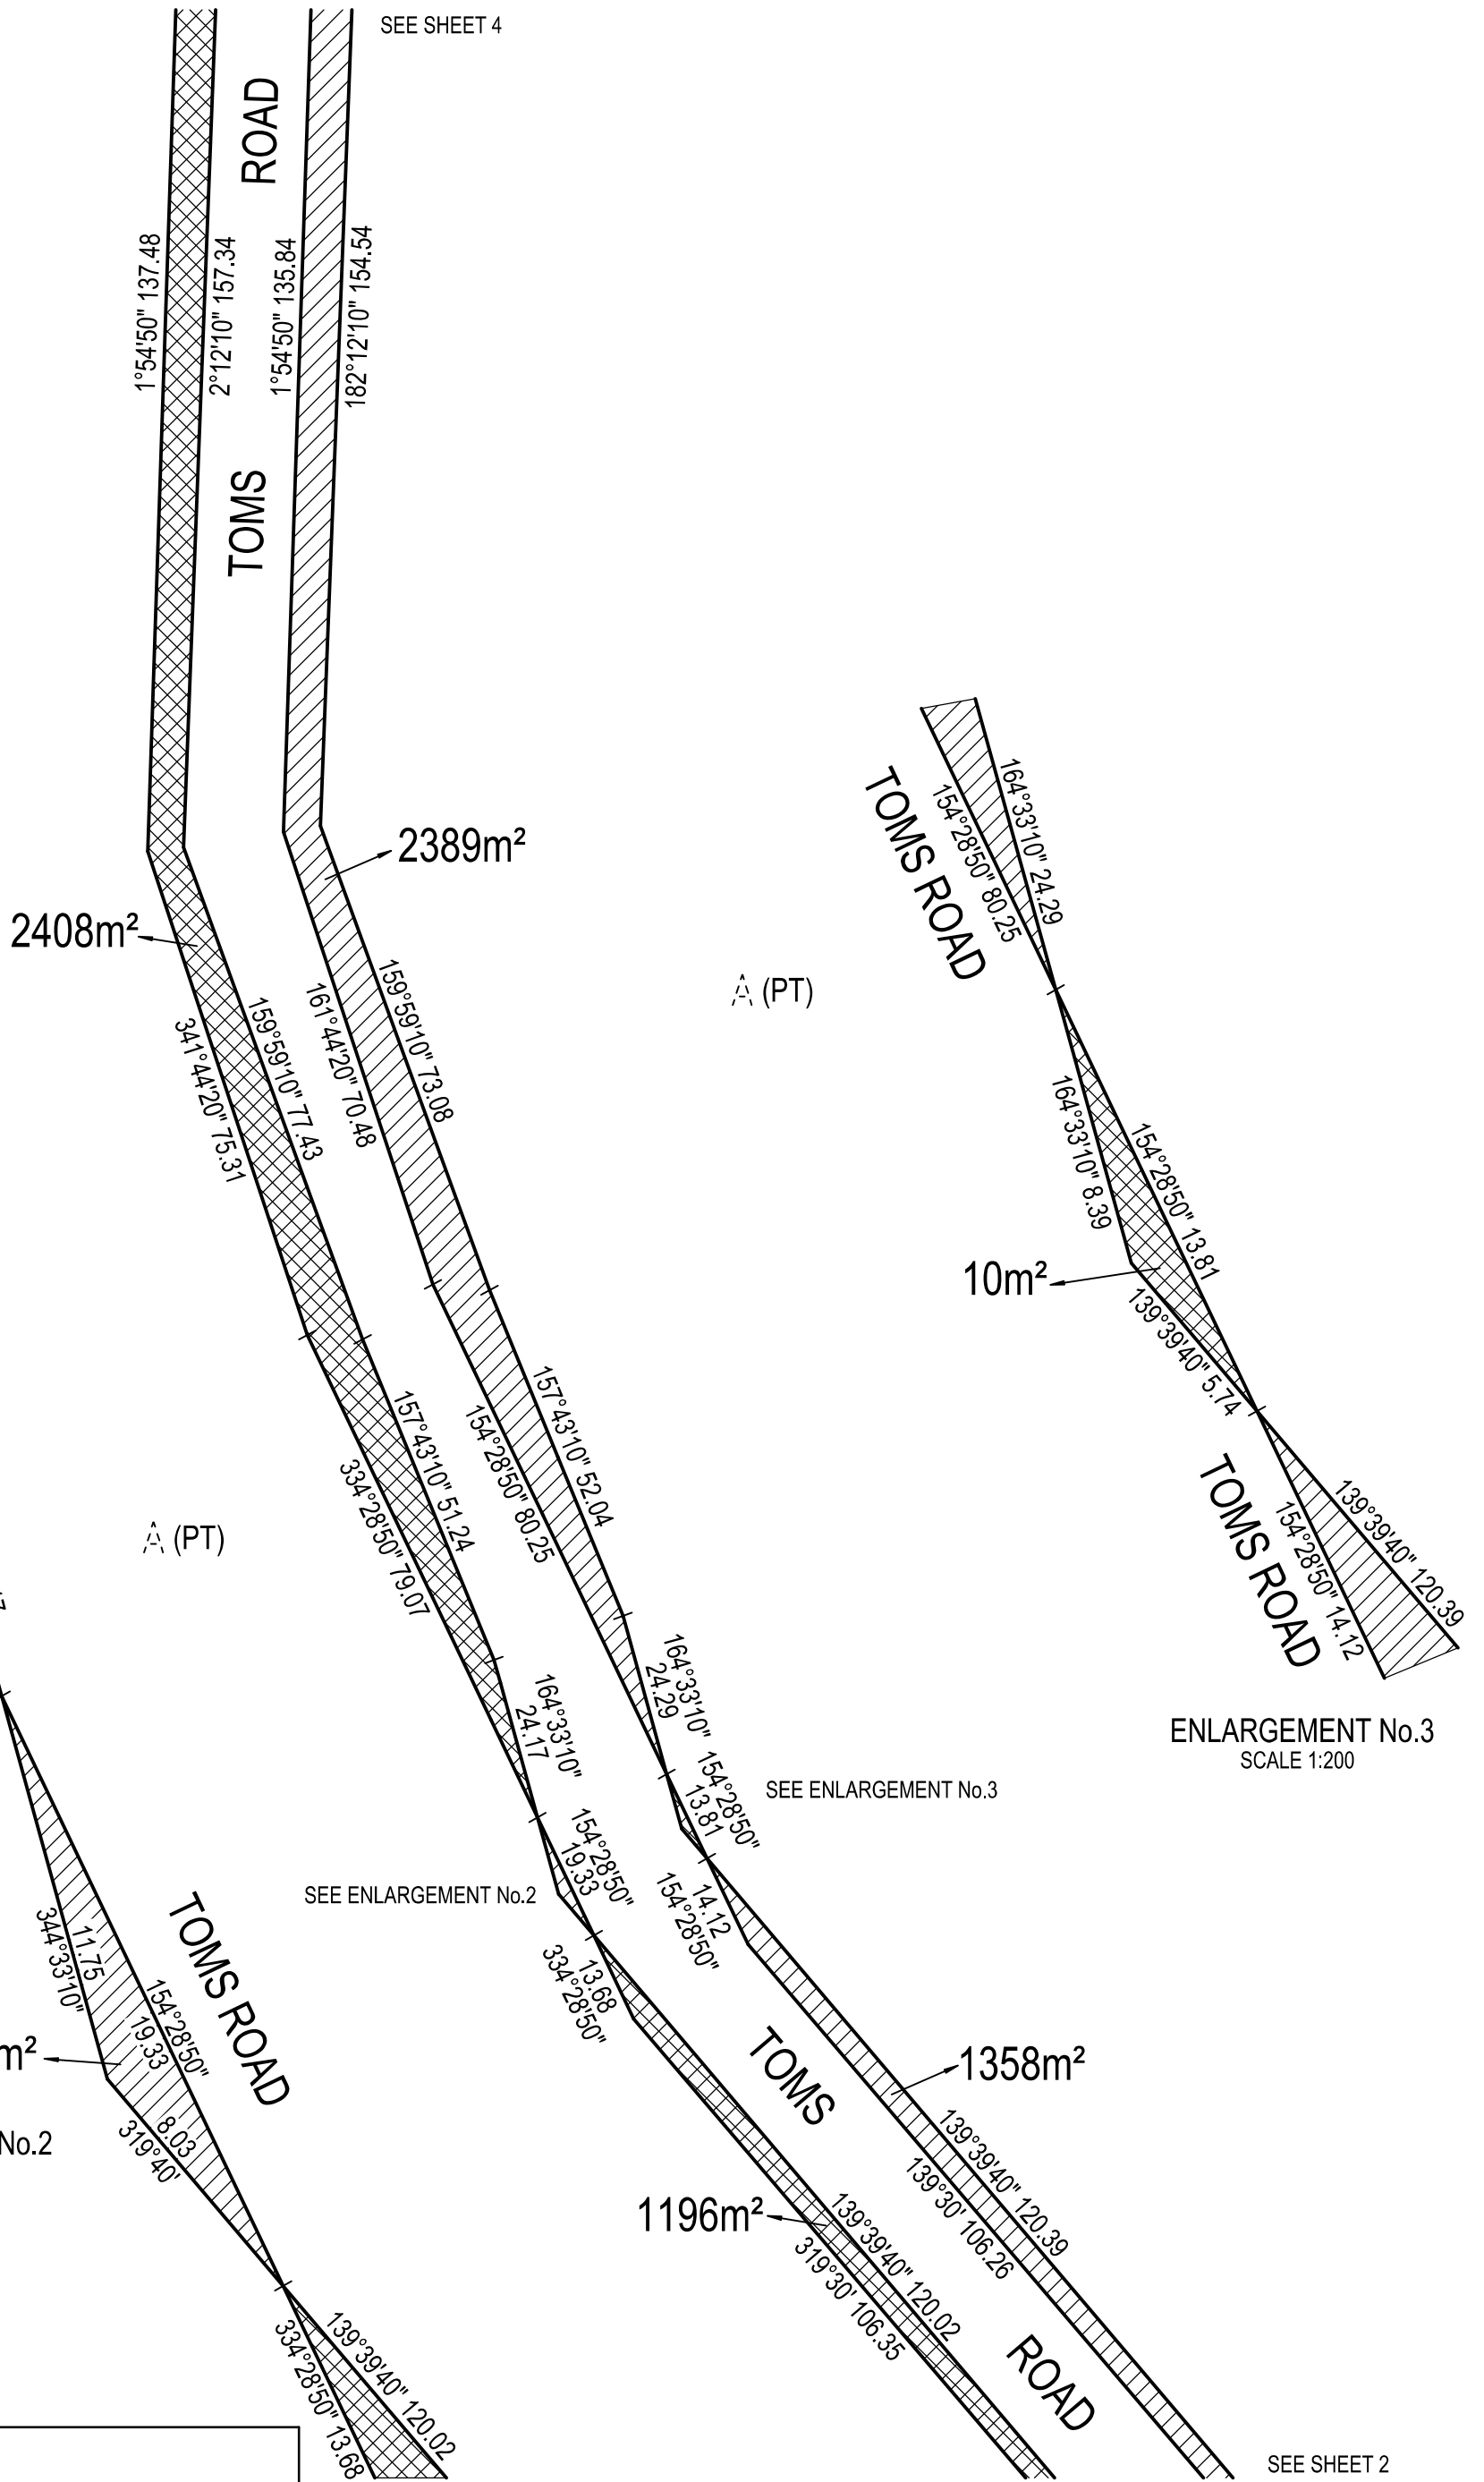 SEE SHEET 4
ROAD
TOMS
1°54'50" 137.48
2°12'10" 157.34
1°54'50" 135.84
182°12'10" 154.54
2389m²
2408m²
341°44'20" 75.31
159°59'10" 77.43
161°44'20" 70.48
159°59'10" 73.08
A (PT)
TOMS ROAD
154°28'50" 80.25
164°33'10" 24.29
164°33'10" 8.39
154°28'50" 13.81
10m²
139°39'40" 5.74
TOMS ROAD
154°28'50" 14.12
139°39'40" 120.39
ENLARGEMENT No.3
SCALE 1:200
334°28'50" 79.07
157°43'10" 51.24
154°28'50" 80.25
157°43'10" 52.04
A (PT)
164°33'10"
24.17
164°33'10"
24.29
154°28'50"
13.81
SEE ENLARGEMENT No.3
154°28'50"
19.33
SEE ENLARGEMENT No.2
13.68
334°28'50"
14.12
154°28'50"
TOMS
ROAD
1358m²
139°39'40" 120.39
139°30' 106.26
1196m²
139°39'40" 120.02
319°30' 106.35
TOMS ROAD
11.75
344°33'10"
154°28'50"
19.33
m²
8.03
319°40'
No.2
334°28'50" 13.68
139°39'40" 120.02
SEE SHEET 2